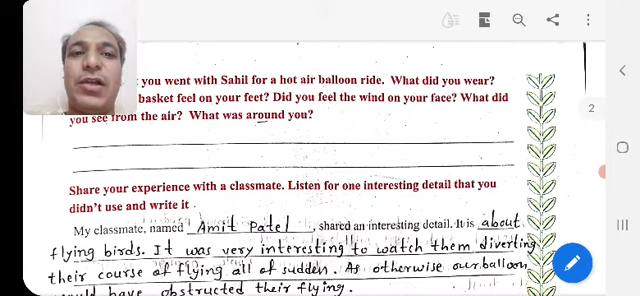 you went with Sahil for a hot air balloon ride. What did you wear?
basket feel on your feet? Did you feel the wind on your face? What did
you see from the air? What was around you?
2
Share your experience with a classmate. Listen for one interesting detail that you
didn't use and write it .
My classmate, named Amit Patel, shared an interesting detail. It is about
flying birds. It was very interesting to watch them diverting
their course of flying all of sudden. As otherwise our balloon
would have obstructed their flying.